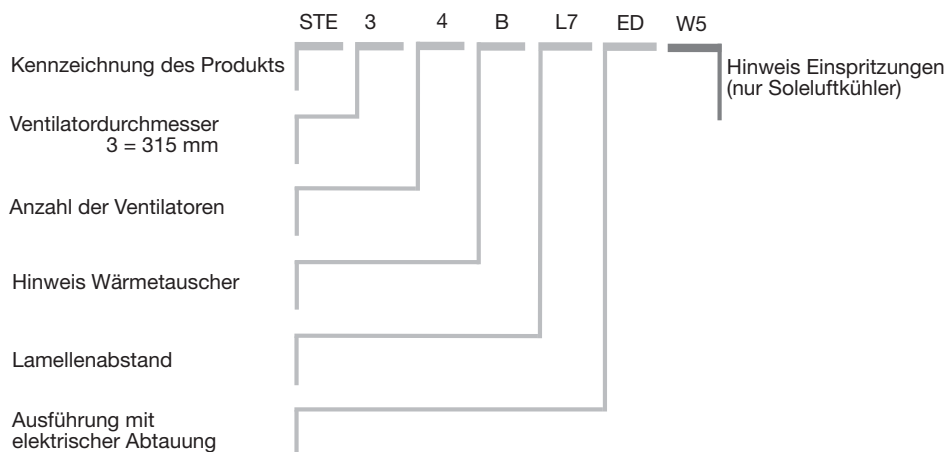 STE 3 4 B L7 ED W5
Kennzeichnung des Produkts
Hinweis Einspritzungen
(nur Soleluftkühler)
Ventilatordurchmesser
3 = 315 mm
Anzahl der Ventilatoren
Hinweis Wärmetauscher
Lamellenabstand
Ausführung mit
elektrischer Abtauung